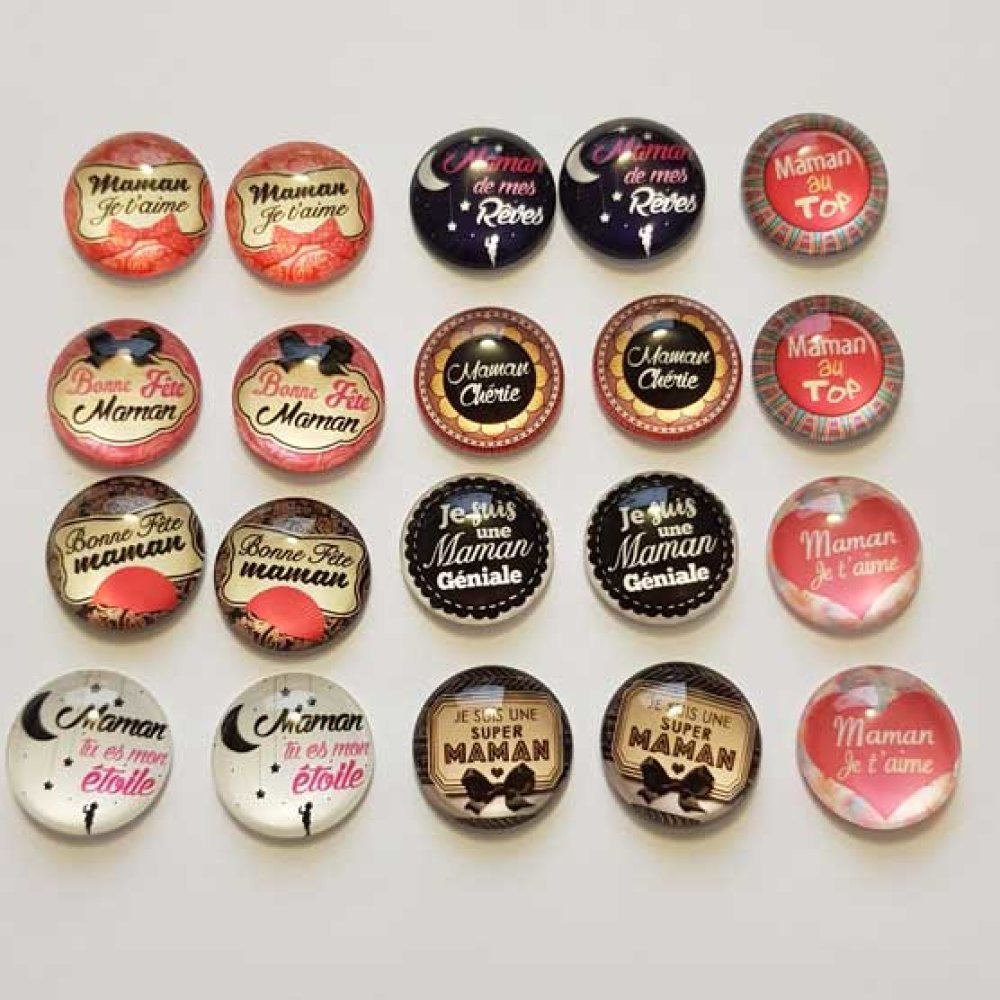 Maman
Je t'aime
Maman
Je t'aime
Maman
de mes
Rêves
Maman
de mes
Rêves
Maman
au
TOP
Bonne Fête
Maman
Bonne Fête
Maman
Maman
Chérie
Maman
Chérie
Maman
au
TOP
Bonne Fête
maman
Bonne Fête
maman
Je suis
une
Maman
Géniale
Je suis
une
Maman
Géniale
Maman
Je t'aime
Maman
Tu es mon
étoile
Maman
Tu es mon
étoile
JE SUIS UNE
SUPER
MAMAN
JE SUIS UNE
SUPER
MAMAN
Maman
Je t'aime